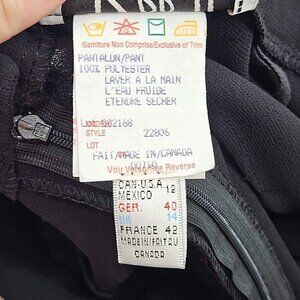 Garniture Non Comprise/Exclusive of Trim
PANTALON/PANT
100% POLYESTER
LAVER A LA MAIN
L'EAU FROIDE
ETENDRE SECHER
STYLE 22806
LOT
FAIT/MADE IN/CANADA
Voir Verso/See Reverse
CAN-U.S.A.
MEXICO 12
GER. 40
UK 14
FRANCE 42
MADE IN/FAIT AU
CANADA